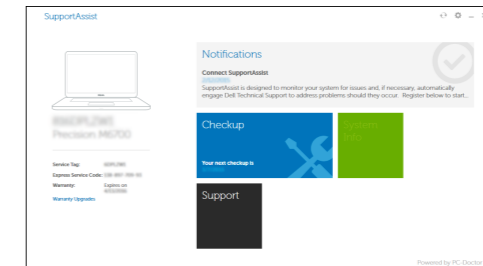 SupportAssist
Precision M6700
Service Tag:
Express Service Code:
Warranty: Expires on
Warranty Upgrades
Notifications
Connect SupportAssist
SupportAssist is designed to monitor your system for issues and, if necessary, automatically
engage Dell Technical Support to address problems should they occur. Register below to start...
Checkup
Your next checkup is
System
Info
Support
Powered by PC-Doctor